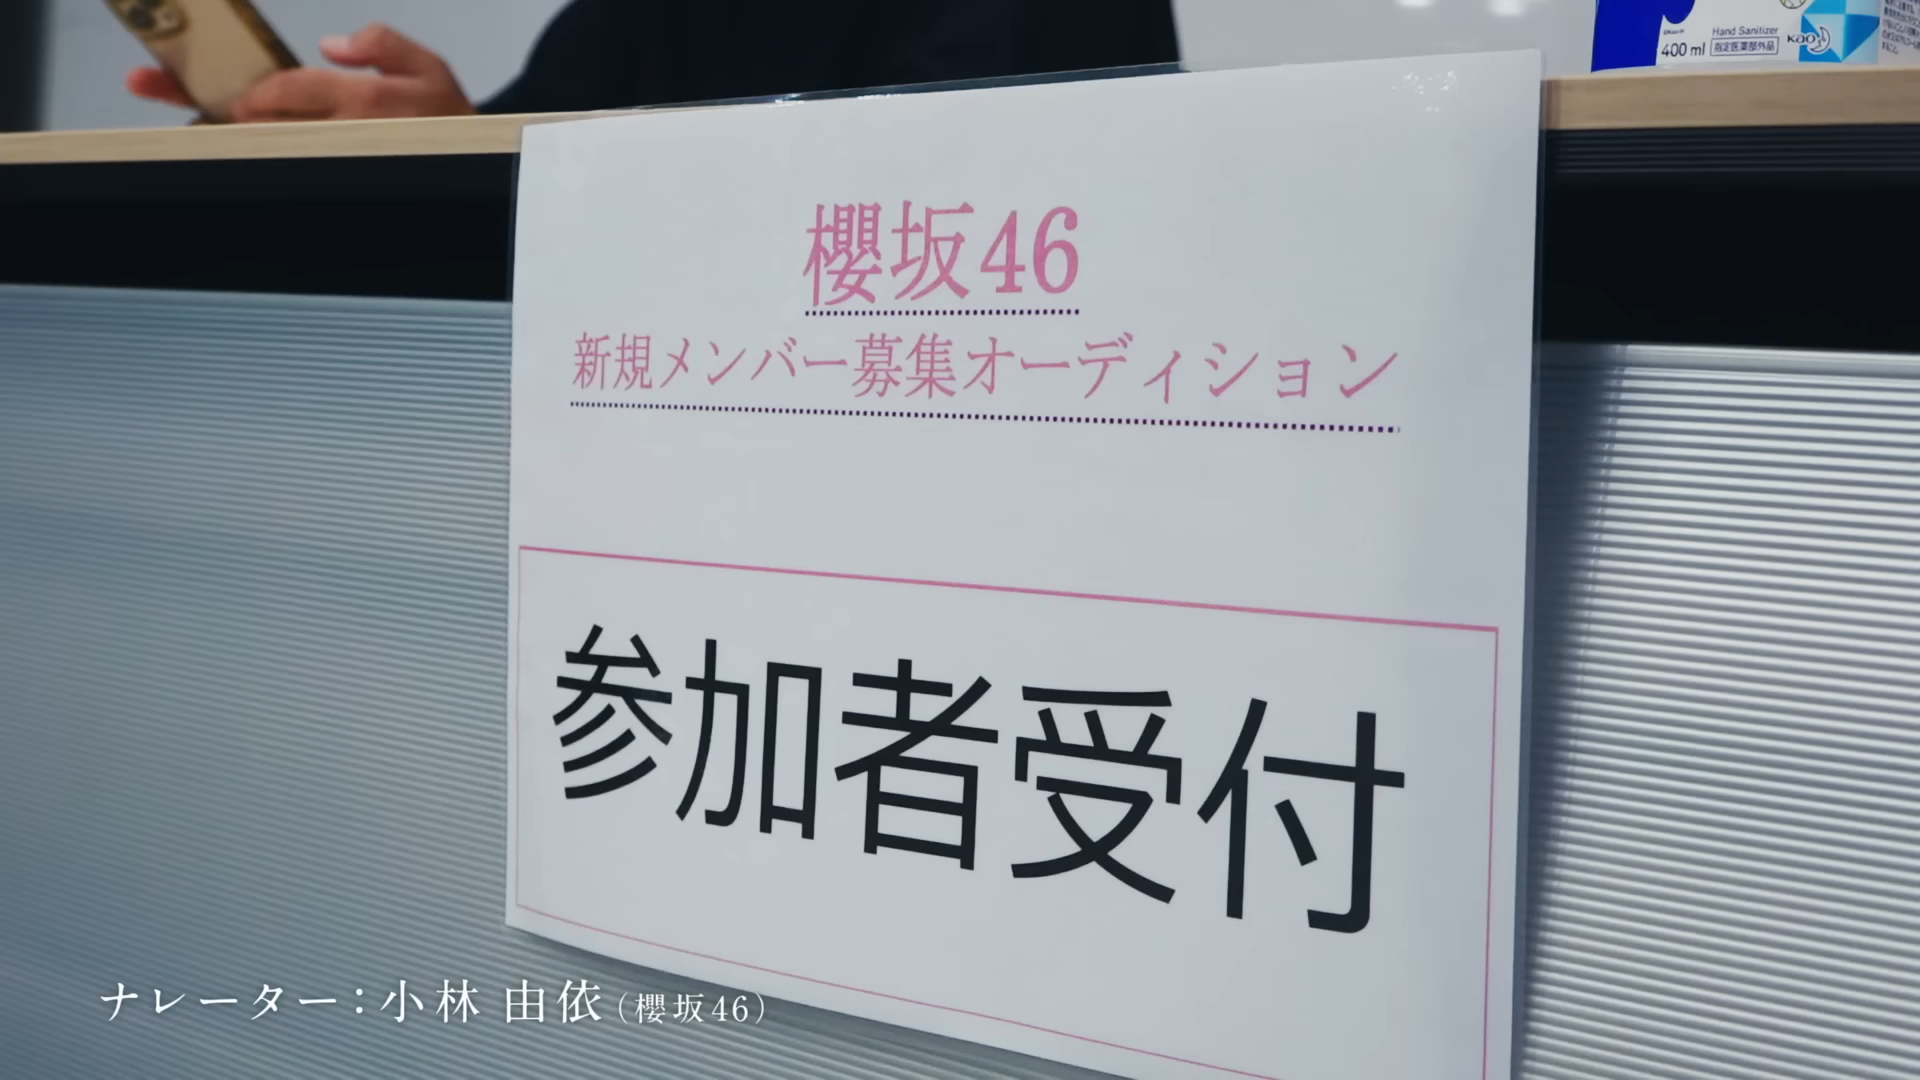 Hand Sanitizer
400 ml 指定医薬部外品 Kao
櫻坂46
新規メンバー募集オーディション
参加者受付
ナレーター：小林 由依（櫻坂46）